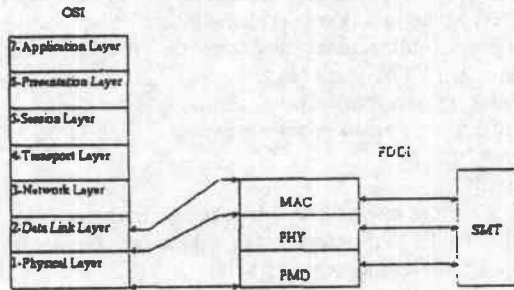 OSI
7-Application Layer
6-Presentation Layer
5-Session Layer
4-Transport Layer
3-Network Layer
2-Data Link Layer
1-Physical Layer
FDDI
MAC
PHY
PMD
SMT